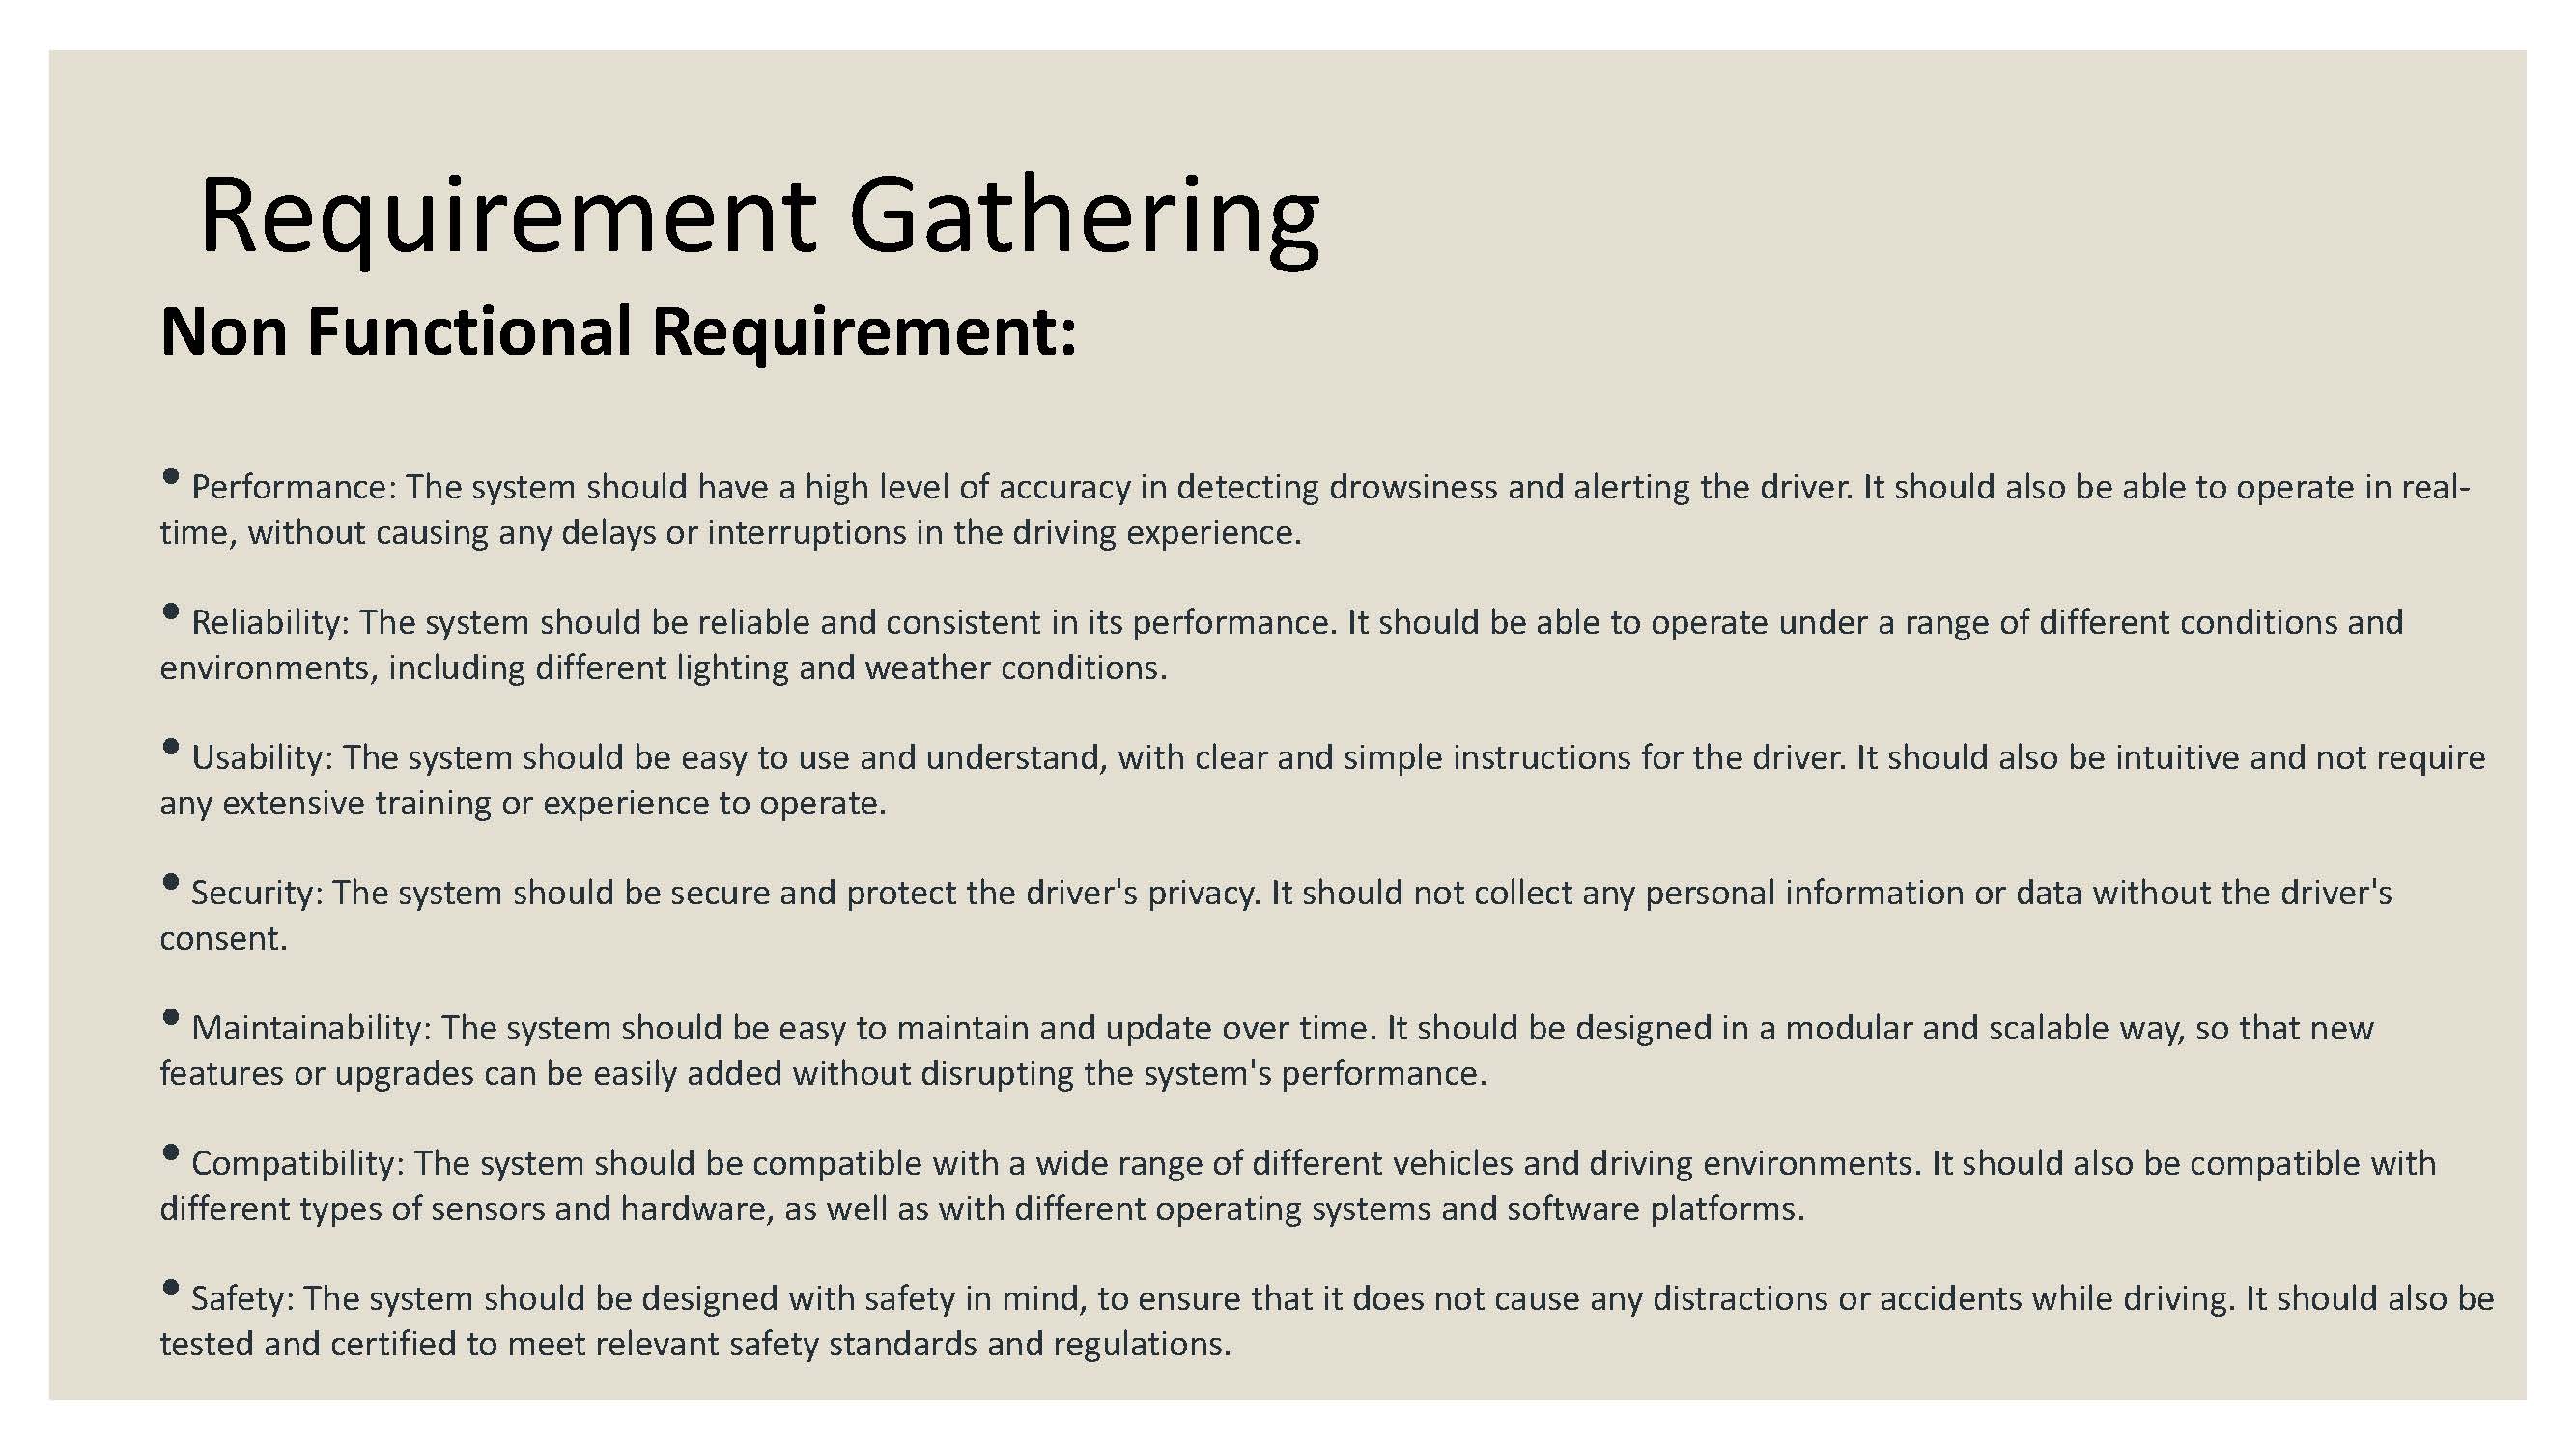 Requirement Gathering
Non Functional Requirement:
• Performance: The system should have a high level of accuracy in detecting drowsiness and alerting the driver. It should also be able to operate in real-
time, without causing any delays or interruptions in the driving experience.
• Reliability: The system should be reliable and consistent in its performance. It should be able to operate under a range of different conditions and
environments, including different lighting and weather conditions.
• Usability: The system should be easy to use and understand, with clear and simple instructions for the driver. It should also be intuitive and not require
any extensive training or experience to operate.
• Security: The system should be secure and protect the driver's privacy. It should not collect any personal information or data without the driver's
consent.
• Maintainability: The system should be easy to maintain and update over time. It should be designed in a modular and scalable way, so that new
features or upgrades can be easily added without disrupting the system's performance.
• Compatibility: The system should be compatible with a wide range of different vehicles and driving environments. It should also be compatible with
different types of sensors and hardware, as well as with different operating systems and software platforms.
• Safety: The system should be designed with safety in mind, to ensure that it does not cause any distractions or accidents while driving. It should also be
tested and certified to meet relevant safety standards and regulations.